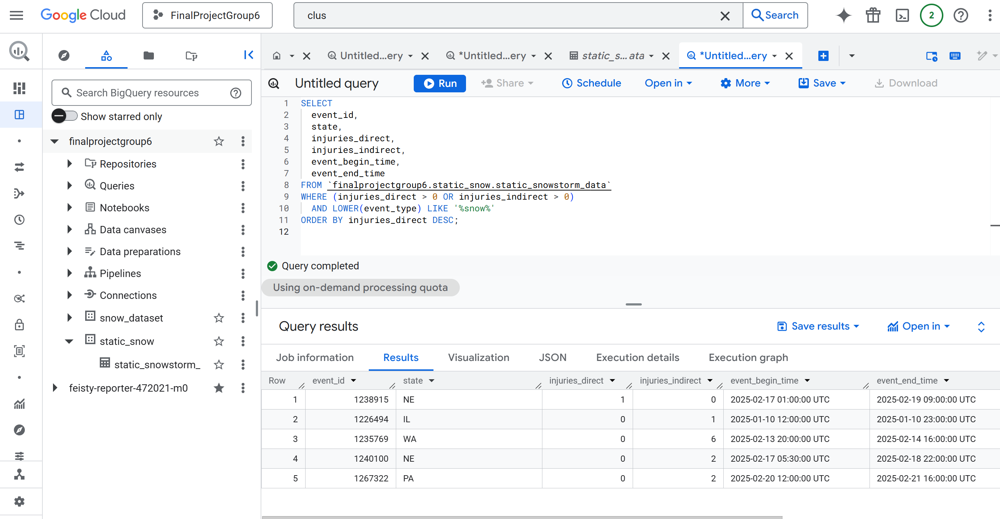 Google Cloud
FinalProjectGroup6
clus
Search
2
Untitled...ery
*Untitled...ery
static_s... ata
*Untitled...ery
Untitled query
Run
Share
Schedule
Open in
More
Save
Download
Search BigQuery resources
Show starred only
finalprojectgroup6
Repositories
Queries
Notebooks
Data canvases
Data preparations
Pipelines
Connections
snow_dataset
static_snow
static_snowstorm_
feisty-reporter-472021-m0
1 SELECT
2 event_id,
3 state,
4 injuries_direct,
5 injuries_indirect,
6 event_begin_time,
7 event_end_time
8 FROM `finalprojectgroup6.static_snow.static_snowstorm_data`
9 WHERE (injuries_direct > 0 OR injuries_indirect > 0)
10 AND LOWER(event_type) LIKE '%snow%'
11 ORDER BY injuries_direct DESC;
12
Query completed
Using on-demand processing quota
Query results
Save results
Open in
Job information Results Visualization JSON Execution details Execution graph
Row event_id state injuries_direct injuries_indirect event_begin_time event_end_time
1 1238915 NE 1 0 2025-02-17 01:00:00 UTC 2025-02-19 09:00:00 UTC
2 1226494 IL 0 1 2025-01-10 12:00:00 UTC 2025-01-10 23:00:00 UTC
3 1235769 WA 0 6 2025-02-13 20:00:00 UTC 2025-02-14 16:00:00 UTC
4 1240100 NE 0 2 2025-02-17 05:30:00 UTC 2025-02-18 22:00:00 UTC
5 1267322 PA 0 2 2025-02-20 12:00:00 UTC 2025-02-21 16:00:00 UTC